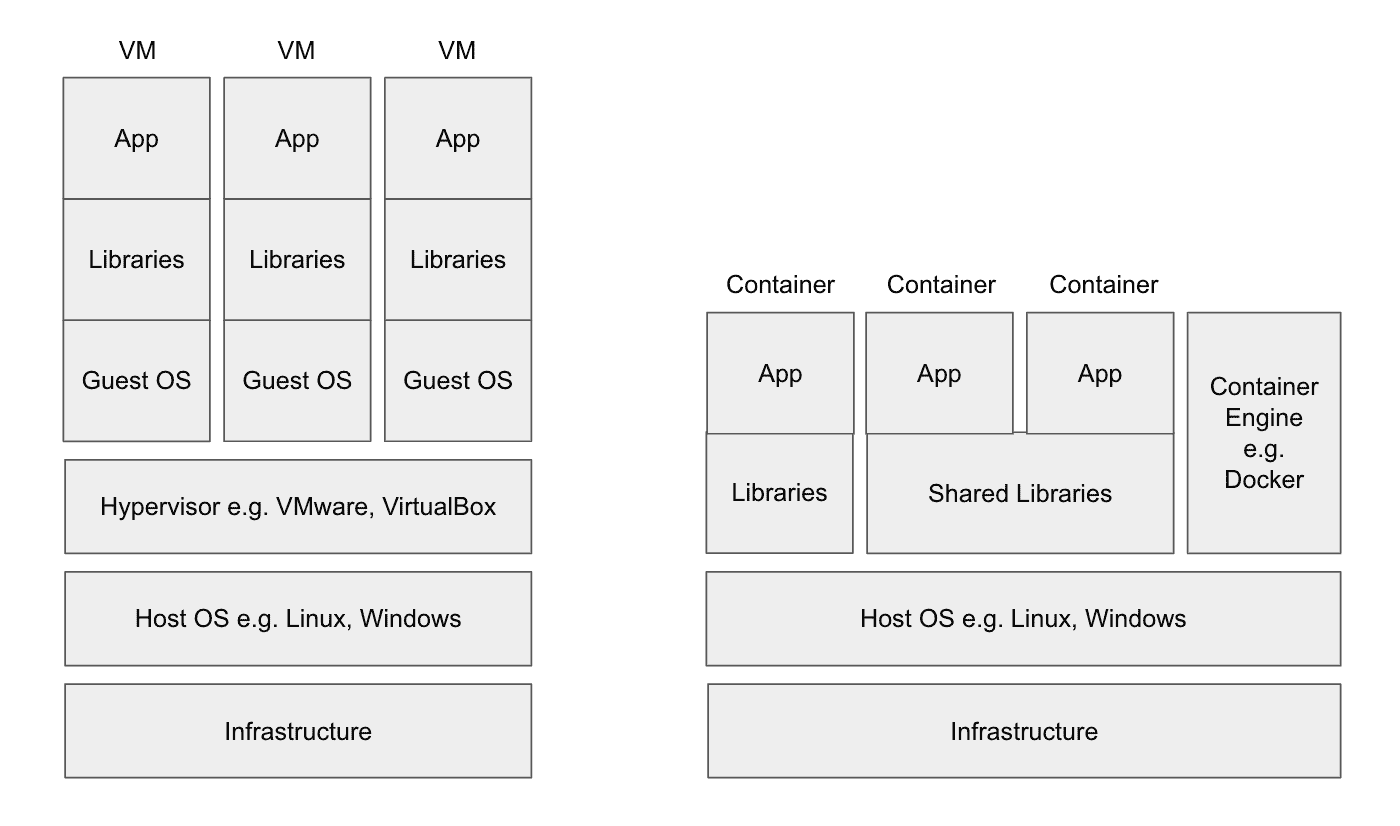 VM VM VM
App App App
Libraries Libraries Libraries
Guest OS Guest OS Guest OS
Hypervisor e.g. VMware, VirtualBox
Host OS e.g. Linux, Windows
Infrastructure
Container Container Container
App App App
Container
Engine
e.g.
Docker
Libraries Shared Libraries
Host OS e.g. Linux, Windows
Infrastructure